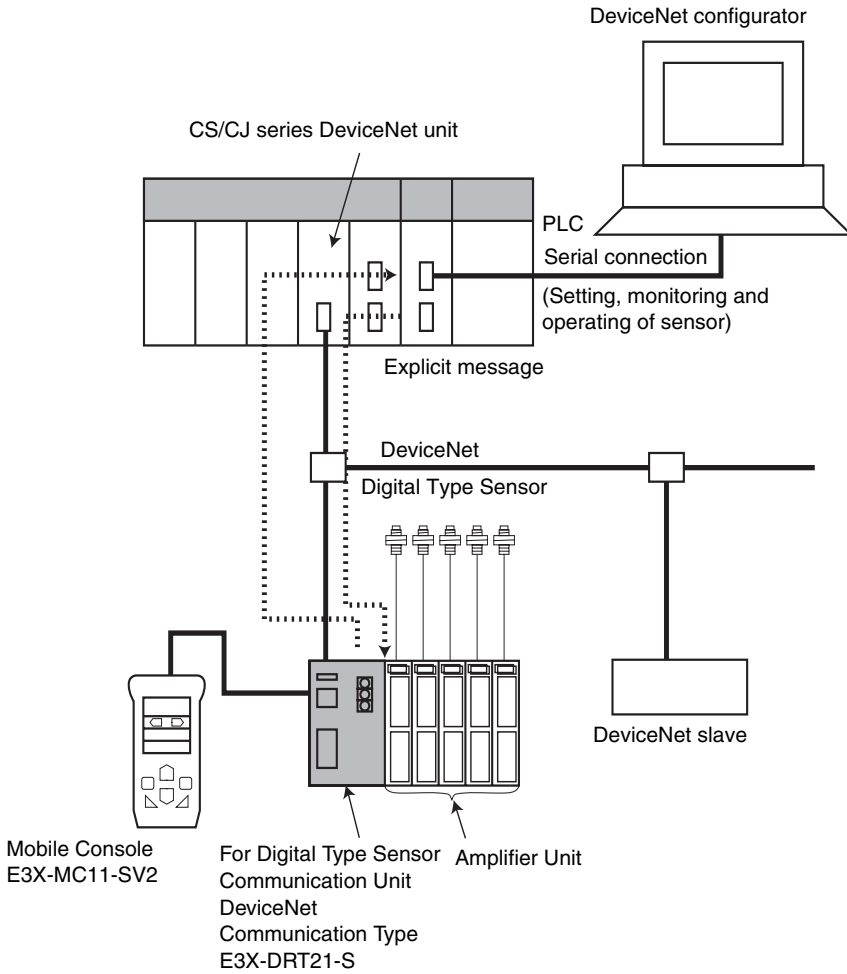 DeviceNet configurator
CS/CJ series DeviceNet unit
PLC
Serial connection
(Setting, monitoring and
operating of sensor)
Explicit message
DeviceNet
Digital Type Sensor
DeviceNet slave
Mobile Console
E3X-MC11-SV2
For Digital Type Sensor
Communication Unit
DeviceNet
Communication Type
E3X-DRT21-S
Amplifier Unit